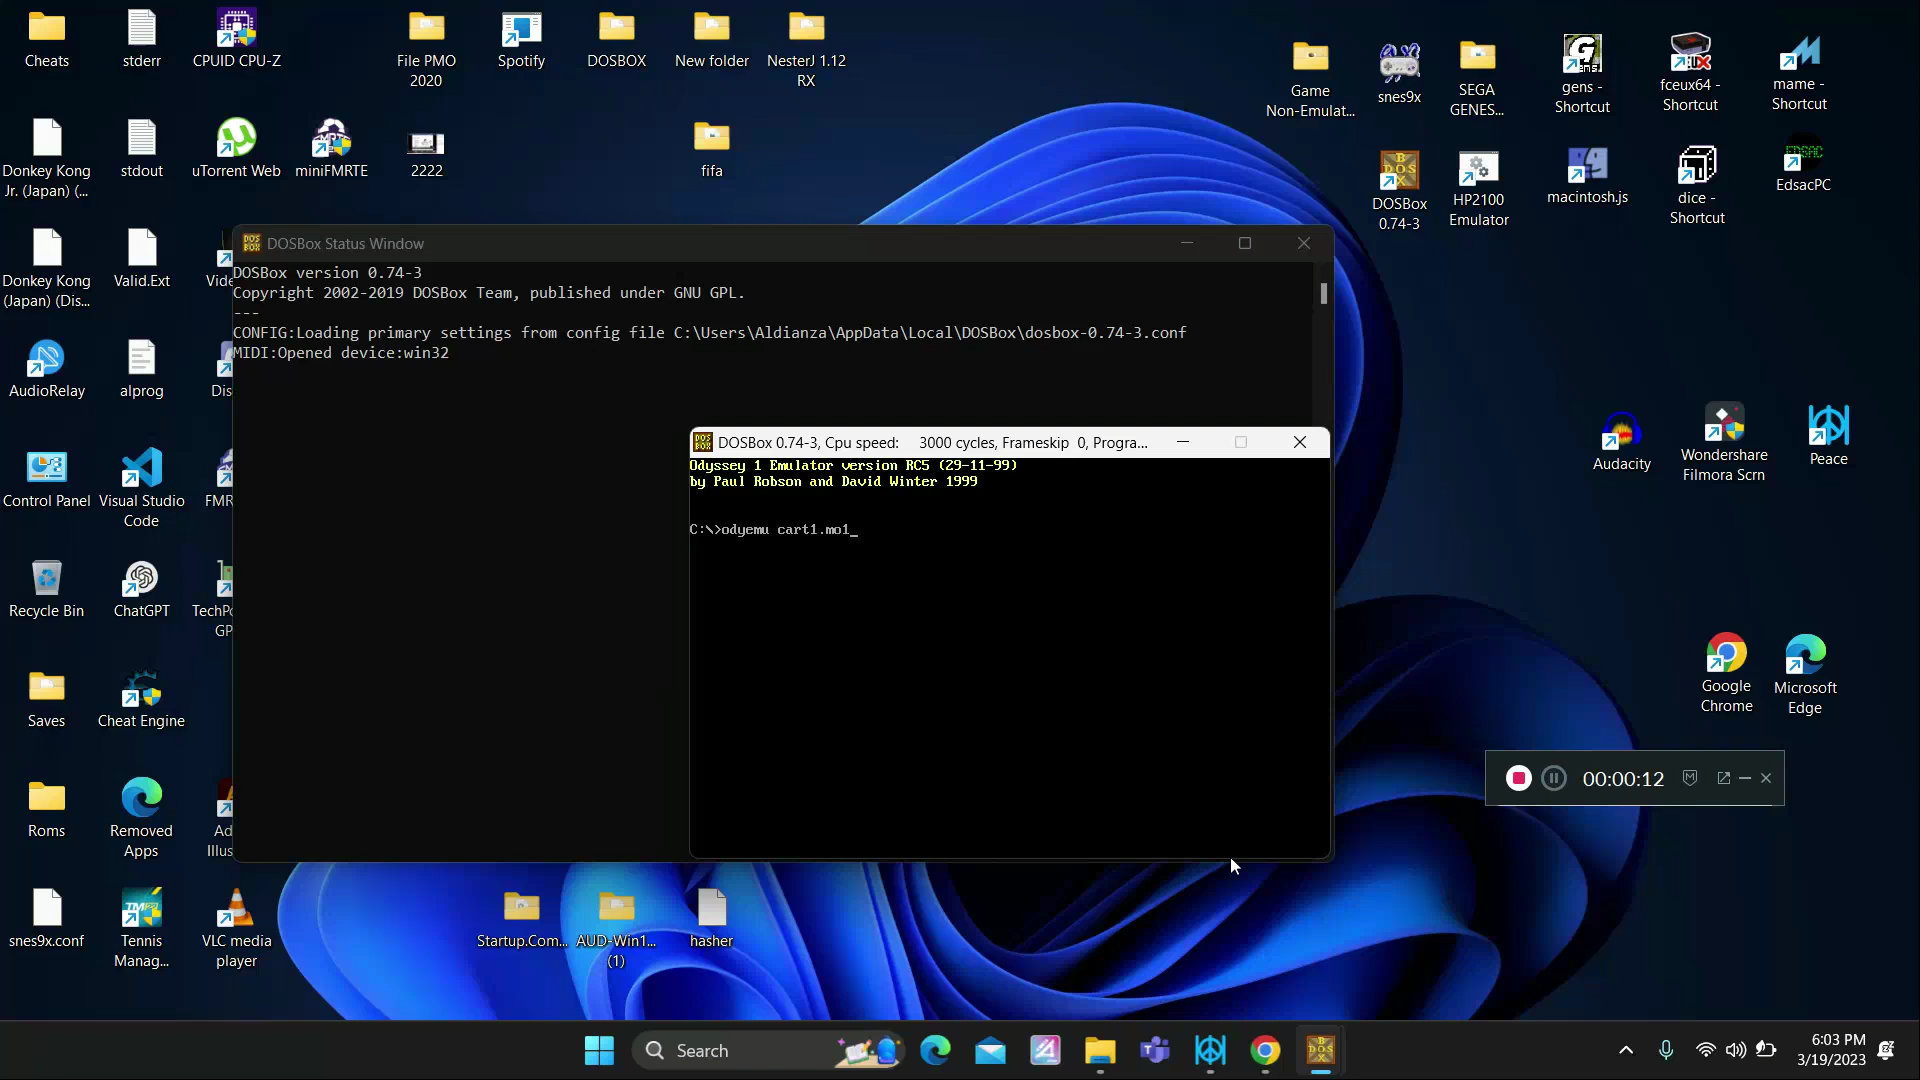 Cheats
stderr
CPUID CPU-Z
File PMO
2020
Spotify
DOSBOX
New folder
NesterJ 1.12
RX
Game
Non-Emulat...
snes9x
SEGA
GENES...
gens -
Shortcut
fceux64 -
Shortcut
mame -
Shortcut
Donkey Kong
Jr. (Japan) (...
stdout
uTorrent Web
miniFMRTE
2222
fifa
DOSBox
0.74-3
HP2100
Emulator
macintosh.js
dice -
Shortcut
EDSAC
EdsacPC
Donkey Kong
(Japan) (Dis...
Valid.Ext
Vide
DOSBox Status Window
DOSBox version 0.74-3
Copyright 2002-2019 DOSBox Team, published under GNU GPL.
---
CONFIG:Loading primary settings from config file C:\Users\Aldianza\AppData\Local\DOSBox\dosbox-0.74-3.conf
MIDI:Opened device:win32
AudioRelay
alprog
Dis
DOSBox 0.74-3, Cpu speed: 3000 cycles, Frameskip 0, Progra...
Odyssey 1 Emulator version RC5 (29-11-99)
by Paul Robson and David Winter 1999
C:\>odyemu cart1.mo1_
Control Panel
Visual Studio
Code
FMR
Audacity
Wondershare
Filmora Scrn
Peace
Recycle Bin
ChatGPT
TechPo
GP
Saves
Cheat Engine
Google
Chrome
Microsoft
Edge
00:00:12
Roms
Removed
Apps
Ad
Illus
snes9x.conf
Tennis
Manag...
VLC media
player
Startup.Com...
AUD-Win1...
(1)
hasher
Search
6:03 PM
3/19/2023